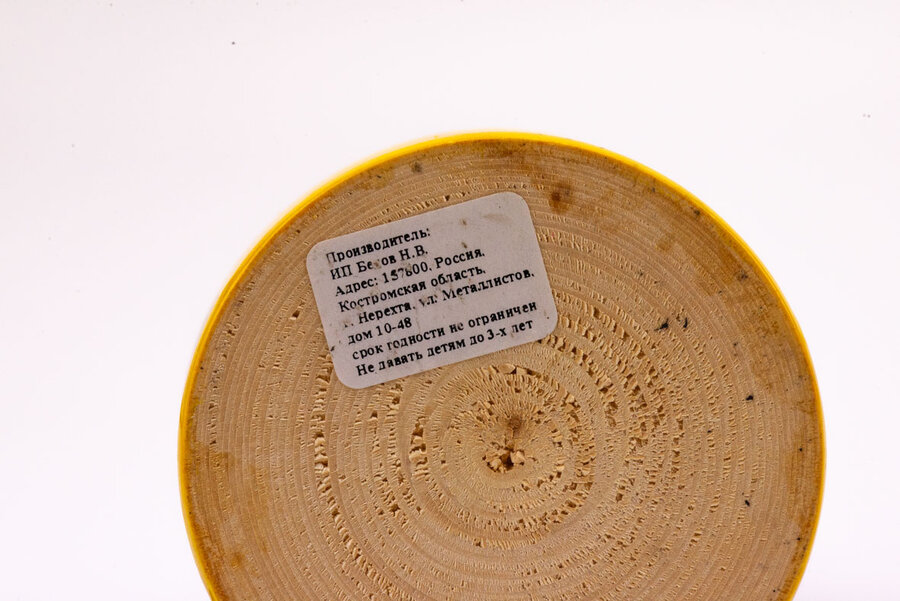 Производитель:
ИП Н.В.
Адрес: 157800, Россия,
Костромская область,
г. Нерехта, ул: Металлистов,
дом 10-48
срок годности не ограничен
Не давать детям до 3-х лет